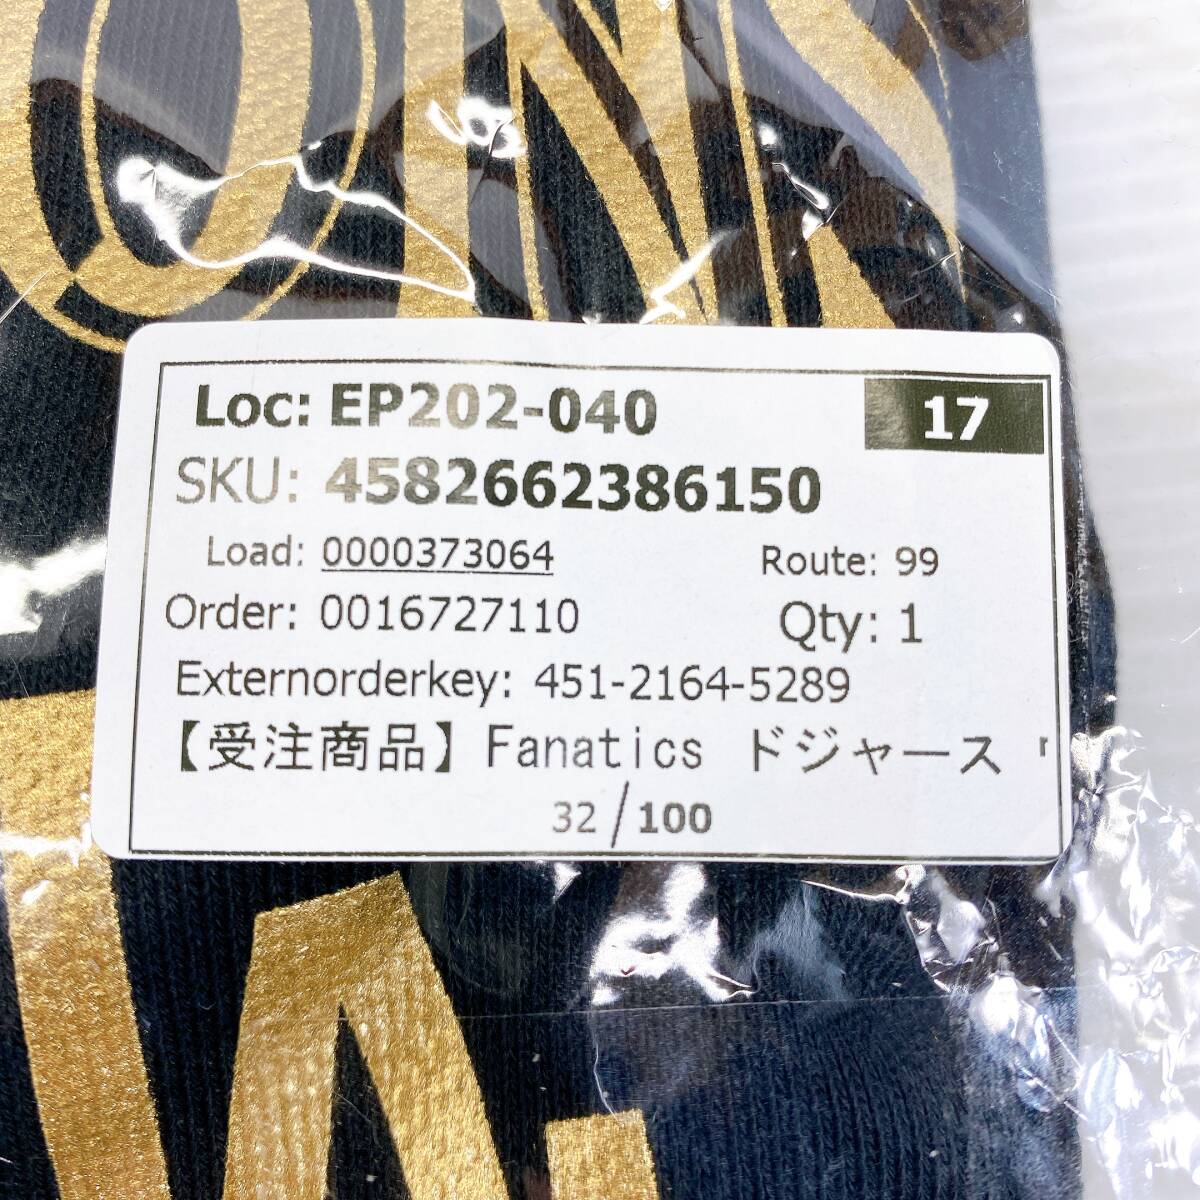 ONS
Loc: EP202-040
17
SKU: 4582662386150
Load: 0000373064
Route: 99
Order: 0016727110
Qty: 1
Externorderkey: 451-2164-5289
【受注商品】Fanatics ドジャース「
32/100